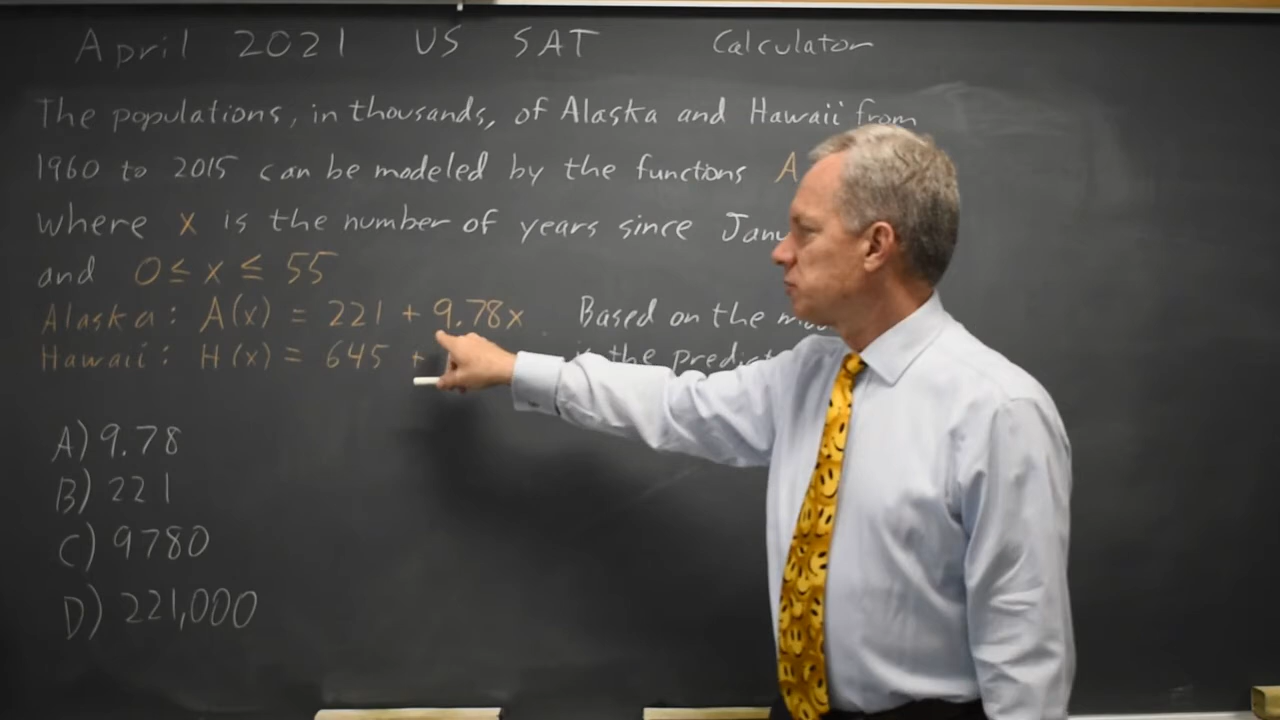 April 2021 US SAT Calculator
The populations, in thousands, of Alaska and Hawaii from
1960 to 2015 can be modeled by the functions A
where x is the number of years since
and 0 ≤ x ≤ 55
Alaska: A(x) = 221 + 9.78x
Hawaii: H(x) = 645 +
Based on the
is the
A) 9.78
B) 221
C) 9780
D) 221,000